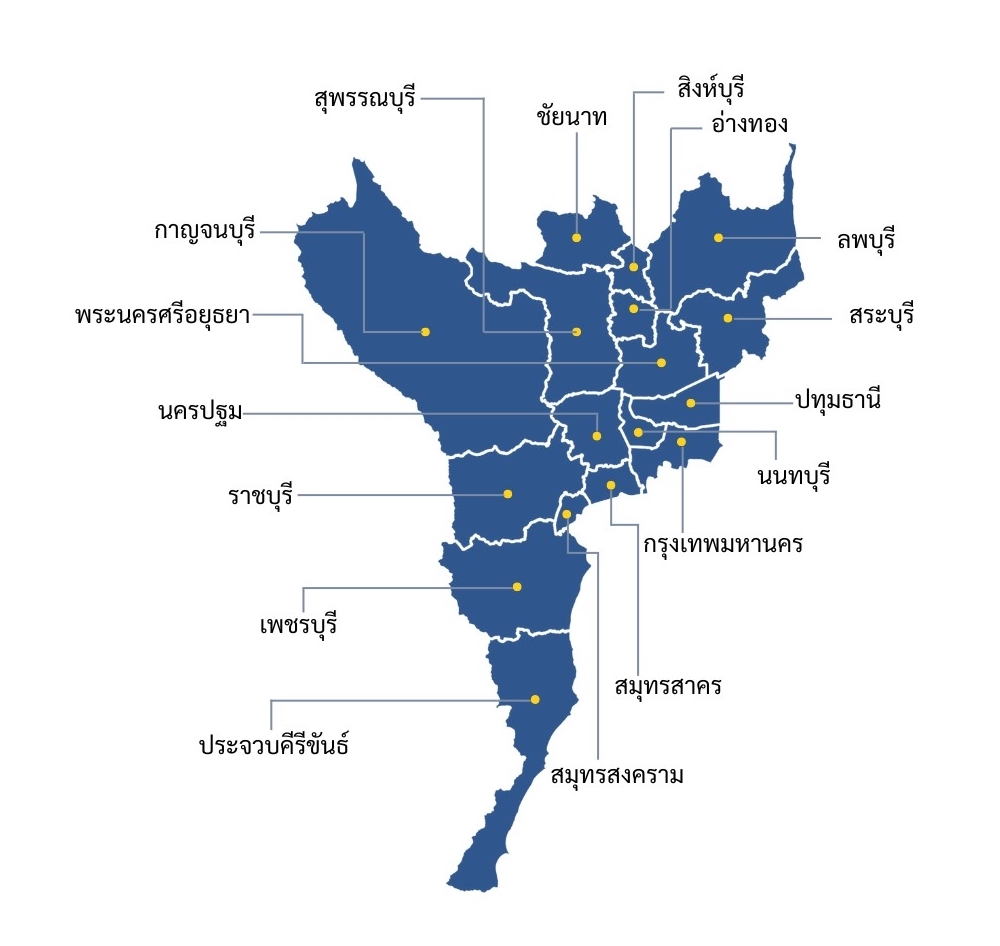 สิงห์บุรี
สุพรรณบุรี
ชัยนาท
อ่างทอง
กาญจนบุรี
ลพบุรี
พระนครศรีอยุธยา
สระบุรี
ปทุมธานี
นครปฐม
นนทบุรี
ราชบุรี
กรุงเทพมหานคร
เพชรบุรี
สมุทรสาคร
ประจวบคีรีขันธ์
สมุทรสงคราม